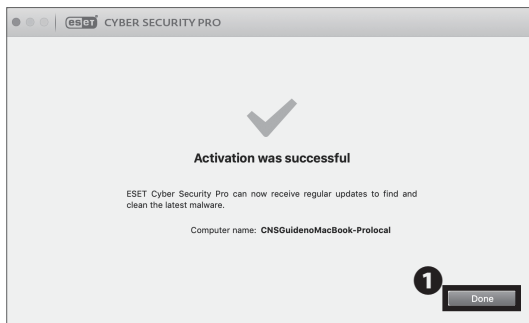 eset CYBER SECURITY PRO
Activation was successful
ESET Cyber Security Pro can now receive regular updates to find and
clean the latest malware.
Computer name: CNSGuidenoMacBook-Prolocal
1
Done